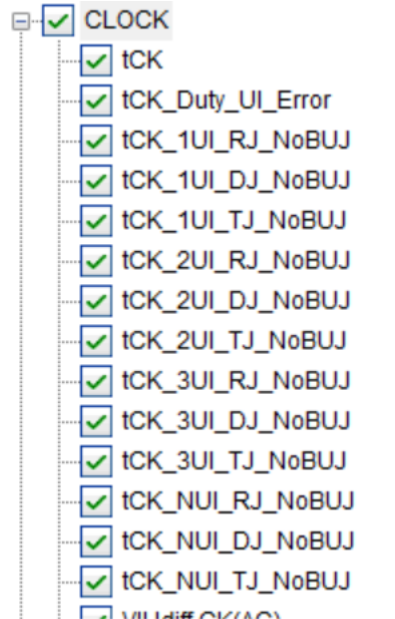 CLOCK
tCK
tCK_Duty_UI_Error
tCK_1UI_RJ_NoBUJ
tCK_1UI_DJ_NoBUJ
tCK_1UI_TJ_NoBUJ
tCK_2UI_RJ_NoBUJ
tCK_2UI_DJ_NoBUJ
tCK_2UI_TJ_NoBUJ
tCK_3UI_RJ_NoBUJ
tCK_3UI_DJ_NoBUJ
tCK_3UI_TJ_NoBUJ
tCK_NUI_RJ_NoBUJ
tCK_NUI_DJ_NoBUJ
tCK_NUI_TJ_NoBUJ